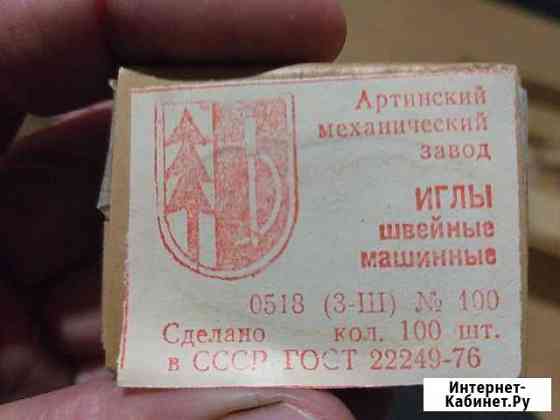 Артинский
механический
завод
ИГЛЫ
швейные
машинные
0518 (3-Ш) № 100
Сделано кол. 100 шт.
в СССР ГОСТ 22249-76
Интернет-
Кабинет.Ру